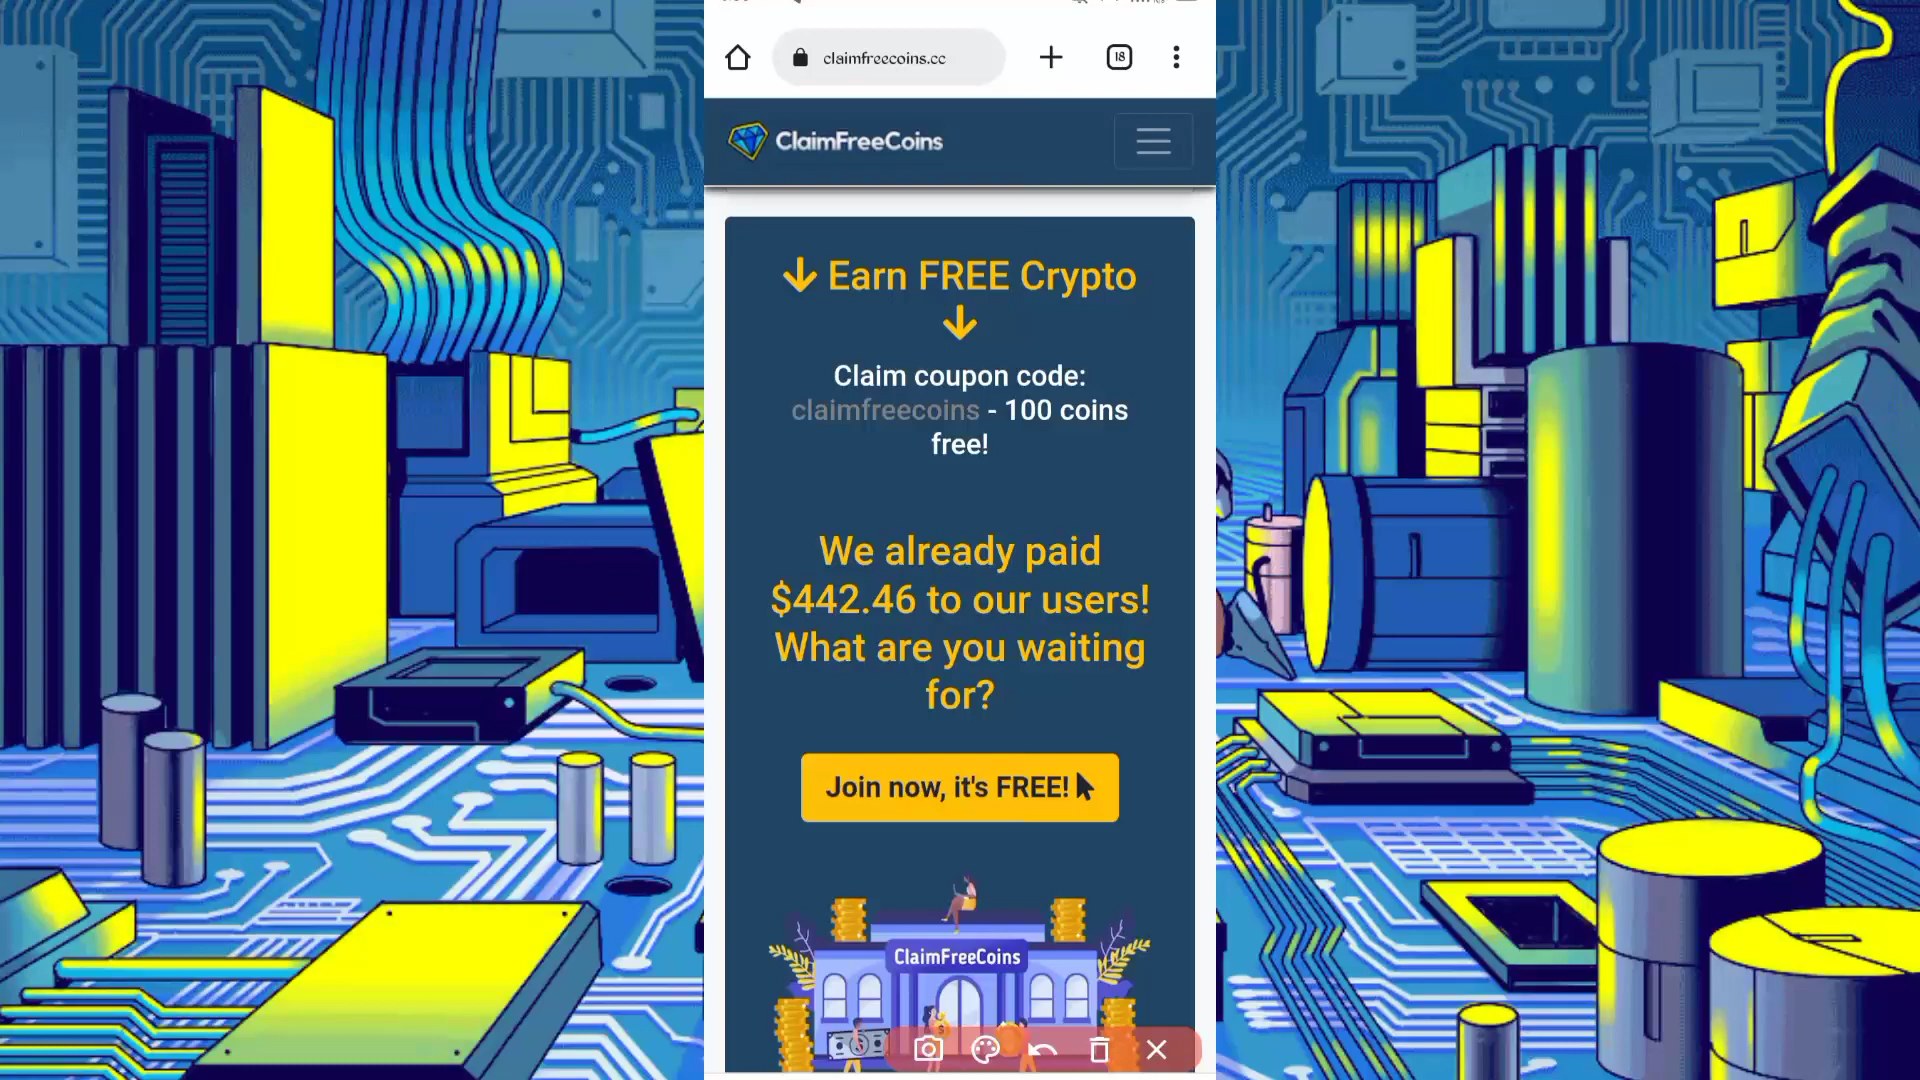 claimfreecoins.cc
18
ClaimFreeCoins
Earn FREE Crypto
Claim coupon code:
claimfreecoins - 100 coins
free!
We already paid
$442.46 to our users!
What are you waiting
for?
Join now, it's FREE!
ClaimFreeCoins